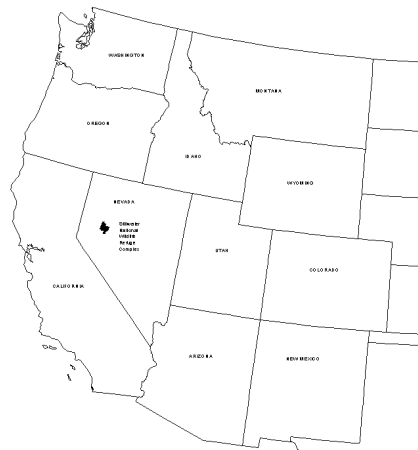 WASHINGTON
MONTANA
OREGON
IDAHO
WYOMING
NEVADA
Stillwater
National
Wildlife
Refuge
Complex
UTAH
COLORADO
CALIFORNIA
ARIZONA
NEW MEXICO